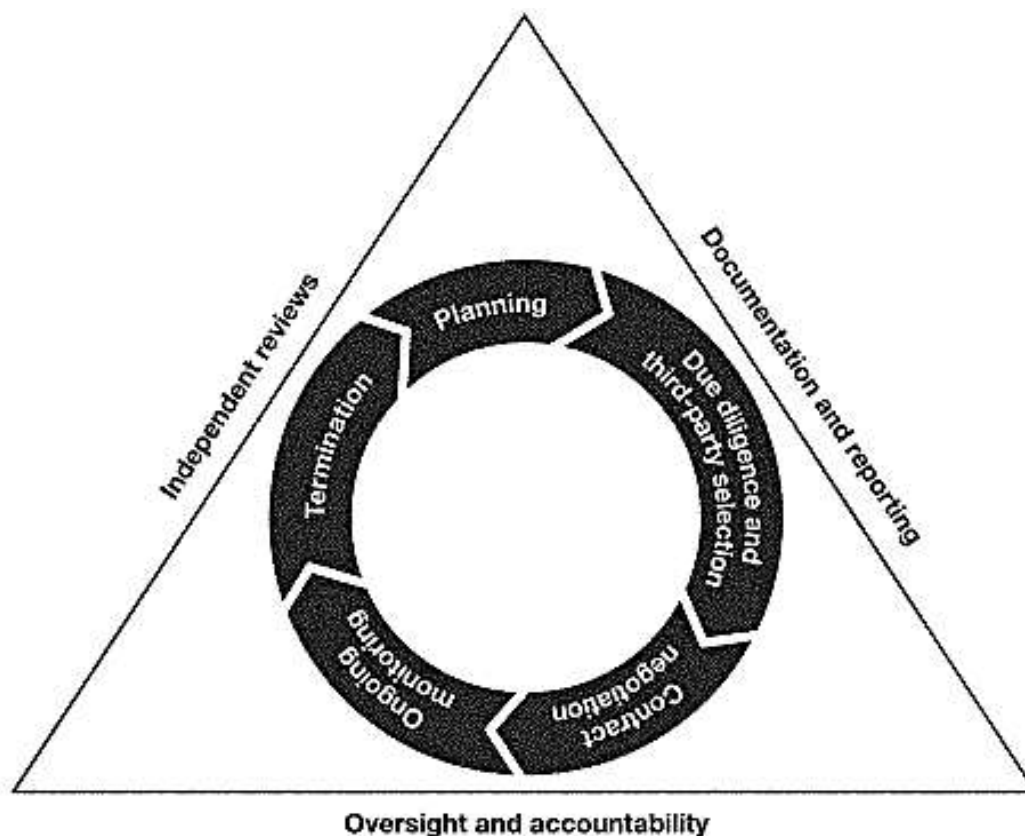 Independent reviews
Documentation and reporting
Planning
Due diligence and
third-party selection
Contract
negotiation
Ongoing
monitoring
Termination
Oversight and accountability